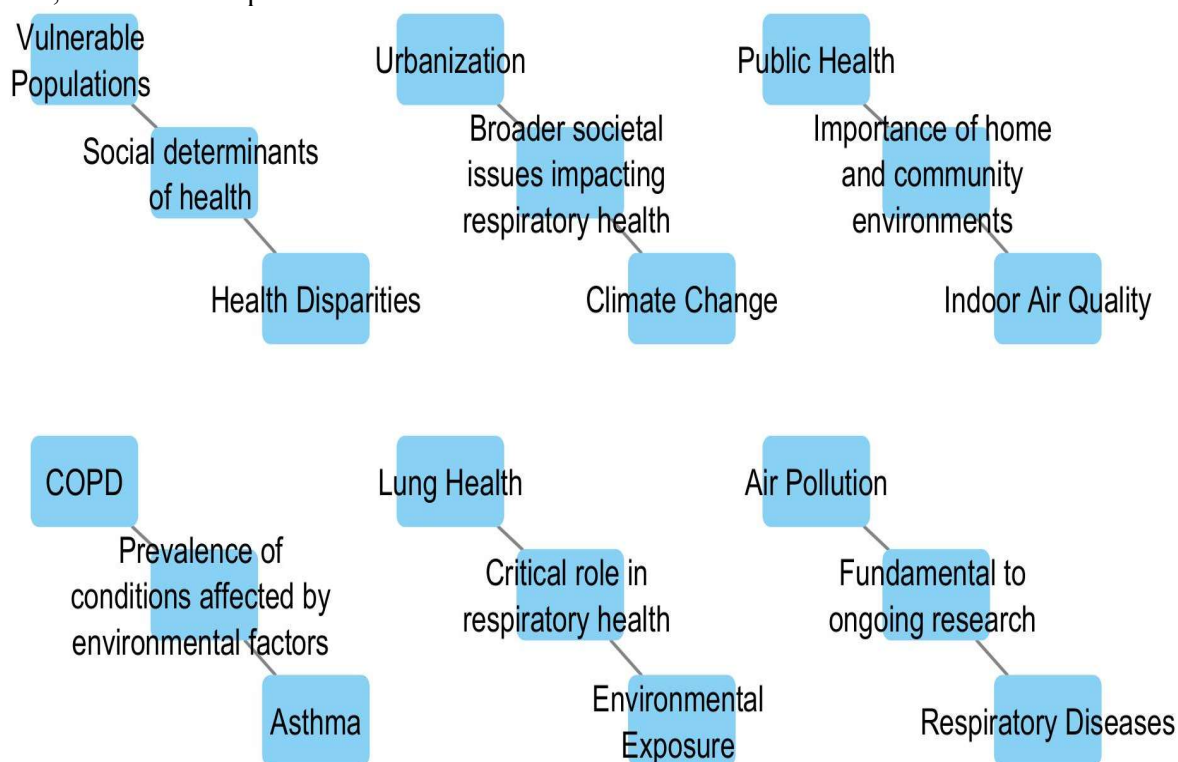 Vulnerable
Populations
Social determinants
of health
Health Disparities
Urbanization
Broader societal
issues impacting
respiratory health
Climate Change
Public Health
Importance of home
and community
environments
Indoor Air Quality
COPD
Prevalence of
conditions affected by
environmental factors
Asthma
Lung Health
Critical role in
respiratory health
Environmental
Exposure
Air Pollution
Fundamental to
ongoing research
Respiratory Diseases